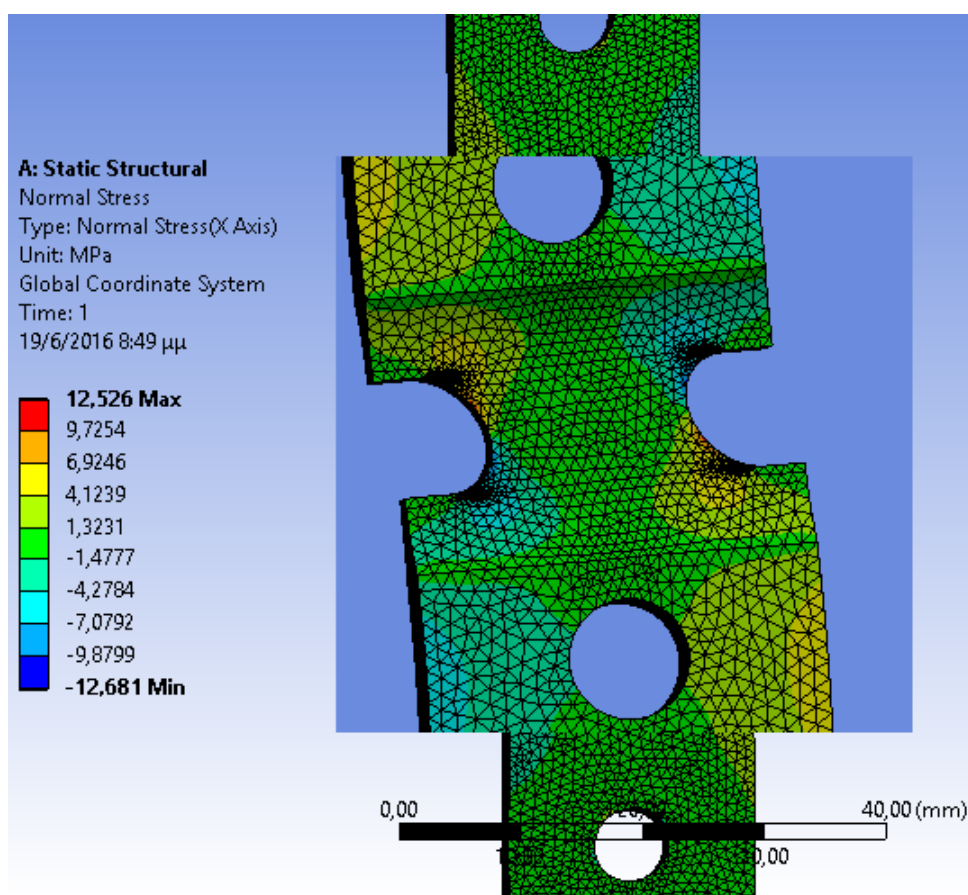 A: Static Structural
Normal Stress
Type: Normal Stress(X Axis)
Unit: MPa
Global Coordinate System
Time: 1
19/6/2016 8:49 μμ
12,526 Max
9,7254
6,9246
4,1239
1,3231
-1,4777
-4,2784
-7,0792
-9,8799
-12,681 Min
0,00
40,00 (mm)